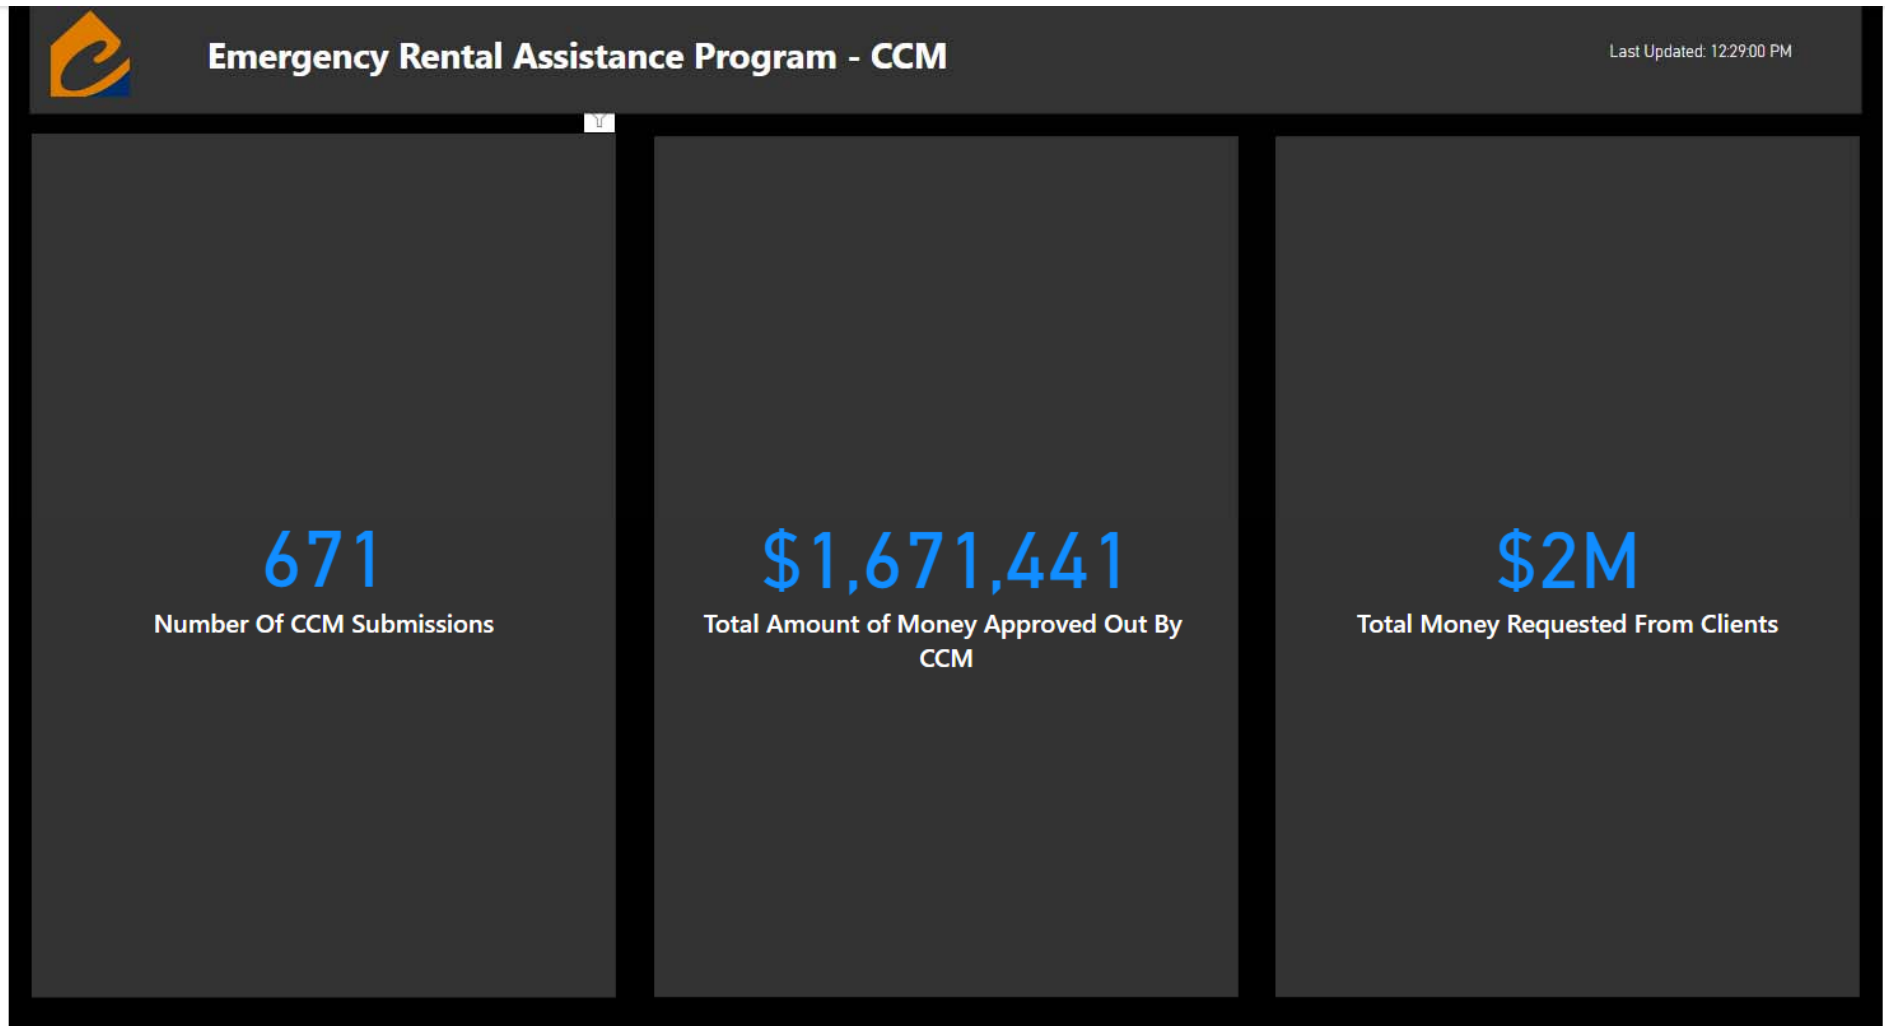 Emergency Rental Assistance Program - CCM
Last Updated: 12:29:00 PM
671
Number Of CCM Submissions
$1,671,441
Total Amount of Money Approved Out By
CCM
$2M
Total Money Requested From Clients